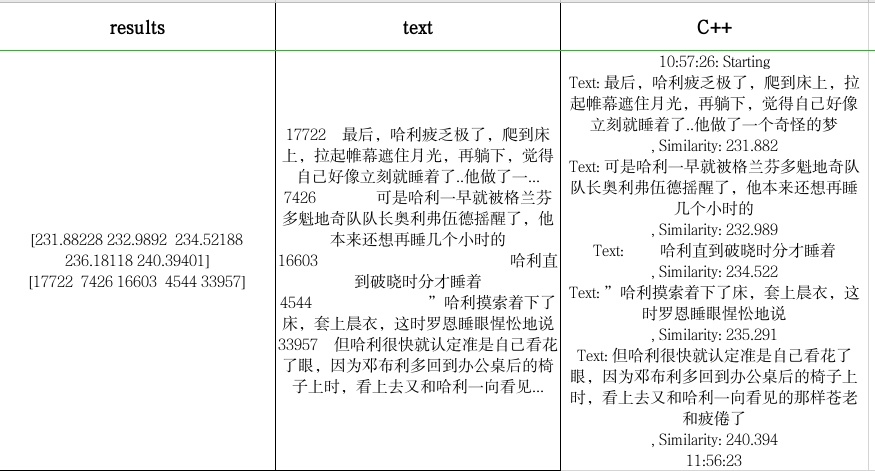 results
text
C++
[231.88228 232.9892 234.52188
236.18118 240.39401]
[17722 7426 16603 4544 33957]
17722 最后，哈利疲乏极了，爬到床
上，拉起帷幕遮住月光，再躺下，觉得
自己好像立刻就睡着了..他做了一...
7426 可是哈利一早就被格兰芬
多魁地奇队队长奥利弗伍德摇醒了，他
本来还想再睡几个小时的
16603 哈利直
到破晓时分才睡着
4544 ”哈利摸索着下了
床，套上晨衣，这时罗恩睡眼惺忪地说
33957 但哈利很快就认定准是自己看花
了眼，因为邓布利多回到办公桌后的椅
子上时，看上去又和哈利一向看见...
10:57:26: Starting
Text: 最后，哈利疲乏极了，爬到床上，拉
起帷幕遮住月光，再躺下，觉得自己好像
立刻就睡着了..他做了一个奇怪的梦
, Similarity: 231.882
Text: 可是哈利一早就被格兰芬多魁地奇队
队长奥利弗伍德摇醒了，他本来还想再睡
几个小时的
, Similarity: 232.989
Text: 哈利直到破晓时分才睡着
, Similarity: 234.522
Text: ”哈利摸索着下了床，套上晨衣，这
时罗恩睡眼惺忪地说
, Similarity: 235.291
Text: 但哈利很快就认定准是自己看花了
眼，因为邓布利多回到办公桌后的椅子上
时，看上去又和哈利一向看见的那样苍老
和疲倦了
, Similarity: 240.394
11:56:23